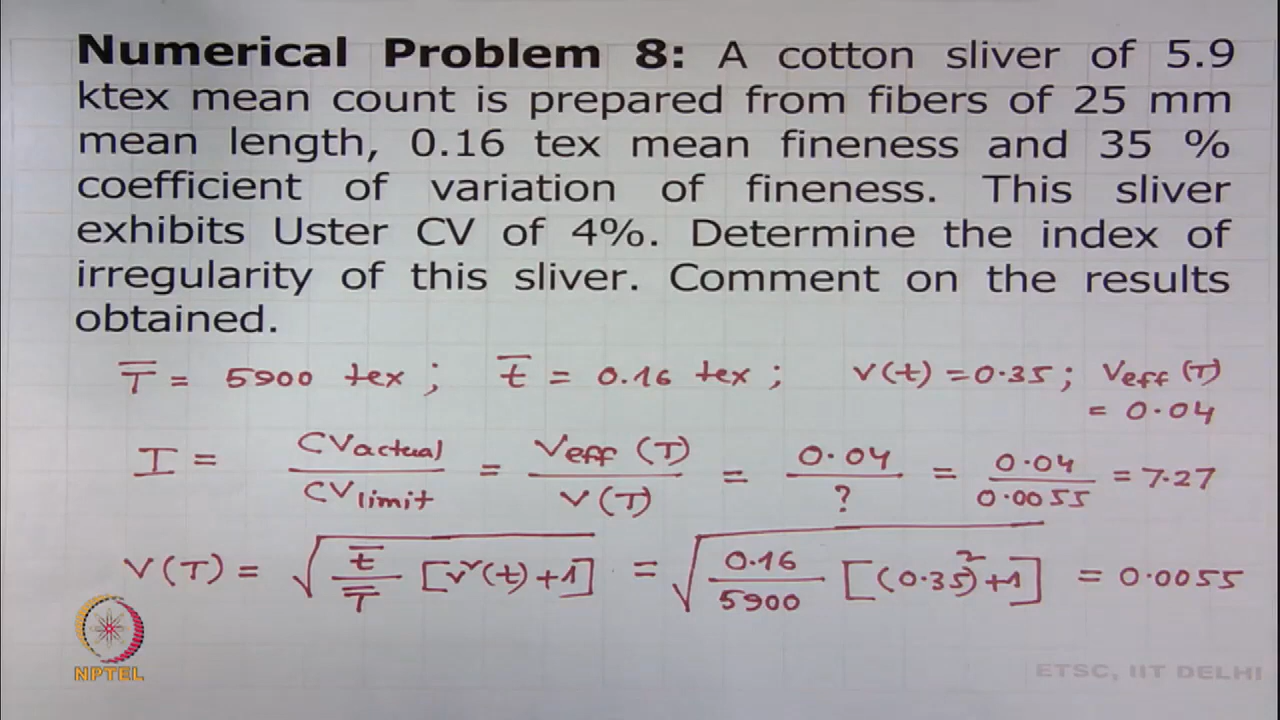 Numerical Problem 8: A cotton sliver of 5.9
ktex mean count is prepared from fibers of 25 mm
mean length, 0.16 tex mean fineness and 35 %
coefficient of variation of fineness. This sliver
exhibits Uster CV of 4%. Determine the index of
irregularity of this sliver. Comment on the results
obtained.
T̅ = 5900 tex ; t̅ = 0.16 tex ; v(t) = 0.35 ; Veff (T)
= 0.04
I = CVactual / CVlimit = Veff (T) / V(T) = 0.04 / ? = 0.04 / 0.0055 = 7.27
V(T) = √ t̅ / T̅ [v²(t) + 1] = √ 0.16 / 5900 [(0.35)² + 1] = 0.0055
NPTEL
ETSC, IIT DELHI